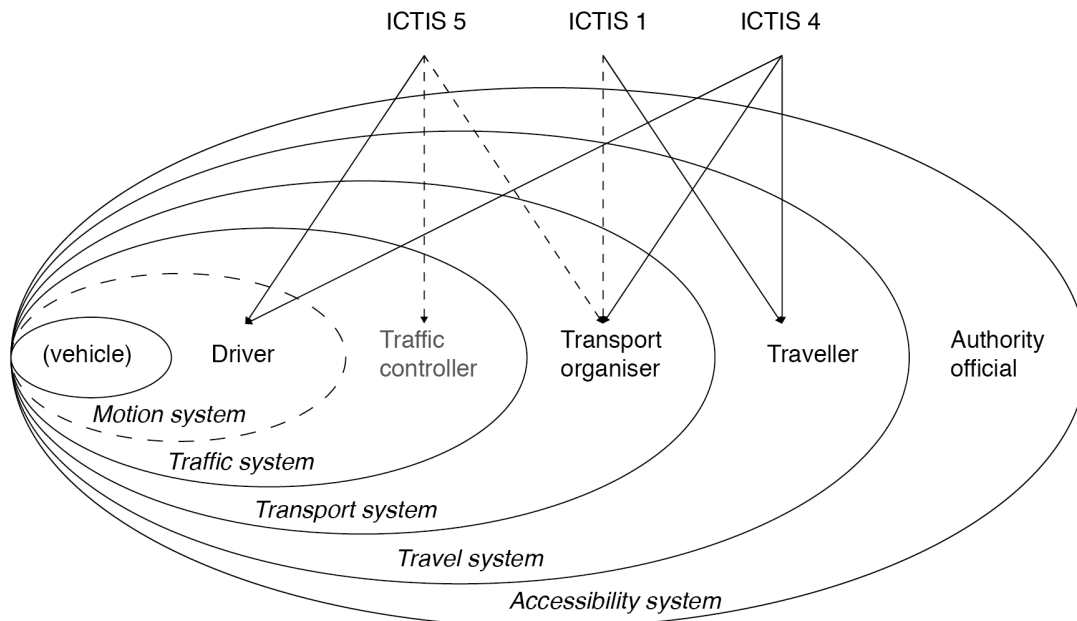 ICTIS 5
ICTIS 1
ICTIS 4
(vehicle)
Driver
Traffic
controller
Transport
organiser
Traveller
Authority
official
Motion system
Traffic system
Transport system
Travel system
Accessibility system